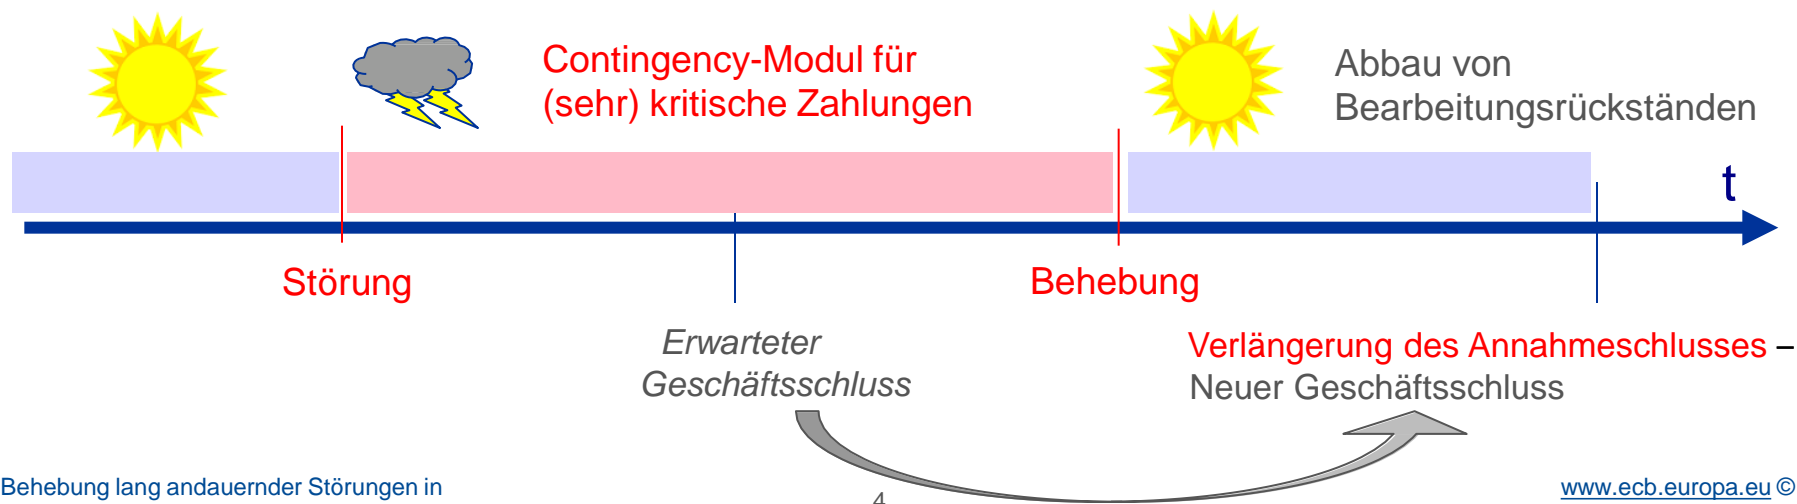 Contingency-Modul für
(sehr) kritische Zahlungen
Abbau von
Bearbeitungsrückständen
t
Störung
Behebung
Erwarteter
Geschäftsschluss
Verlängerung des Annahmeschlusses –
Neuer Geschäftsschluss
Behebung lang andauernder Störungen in
4
www.ecb.europa.eu ©